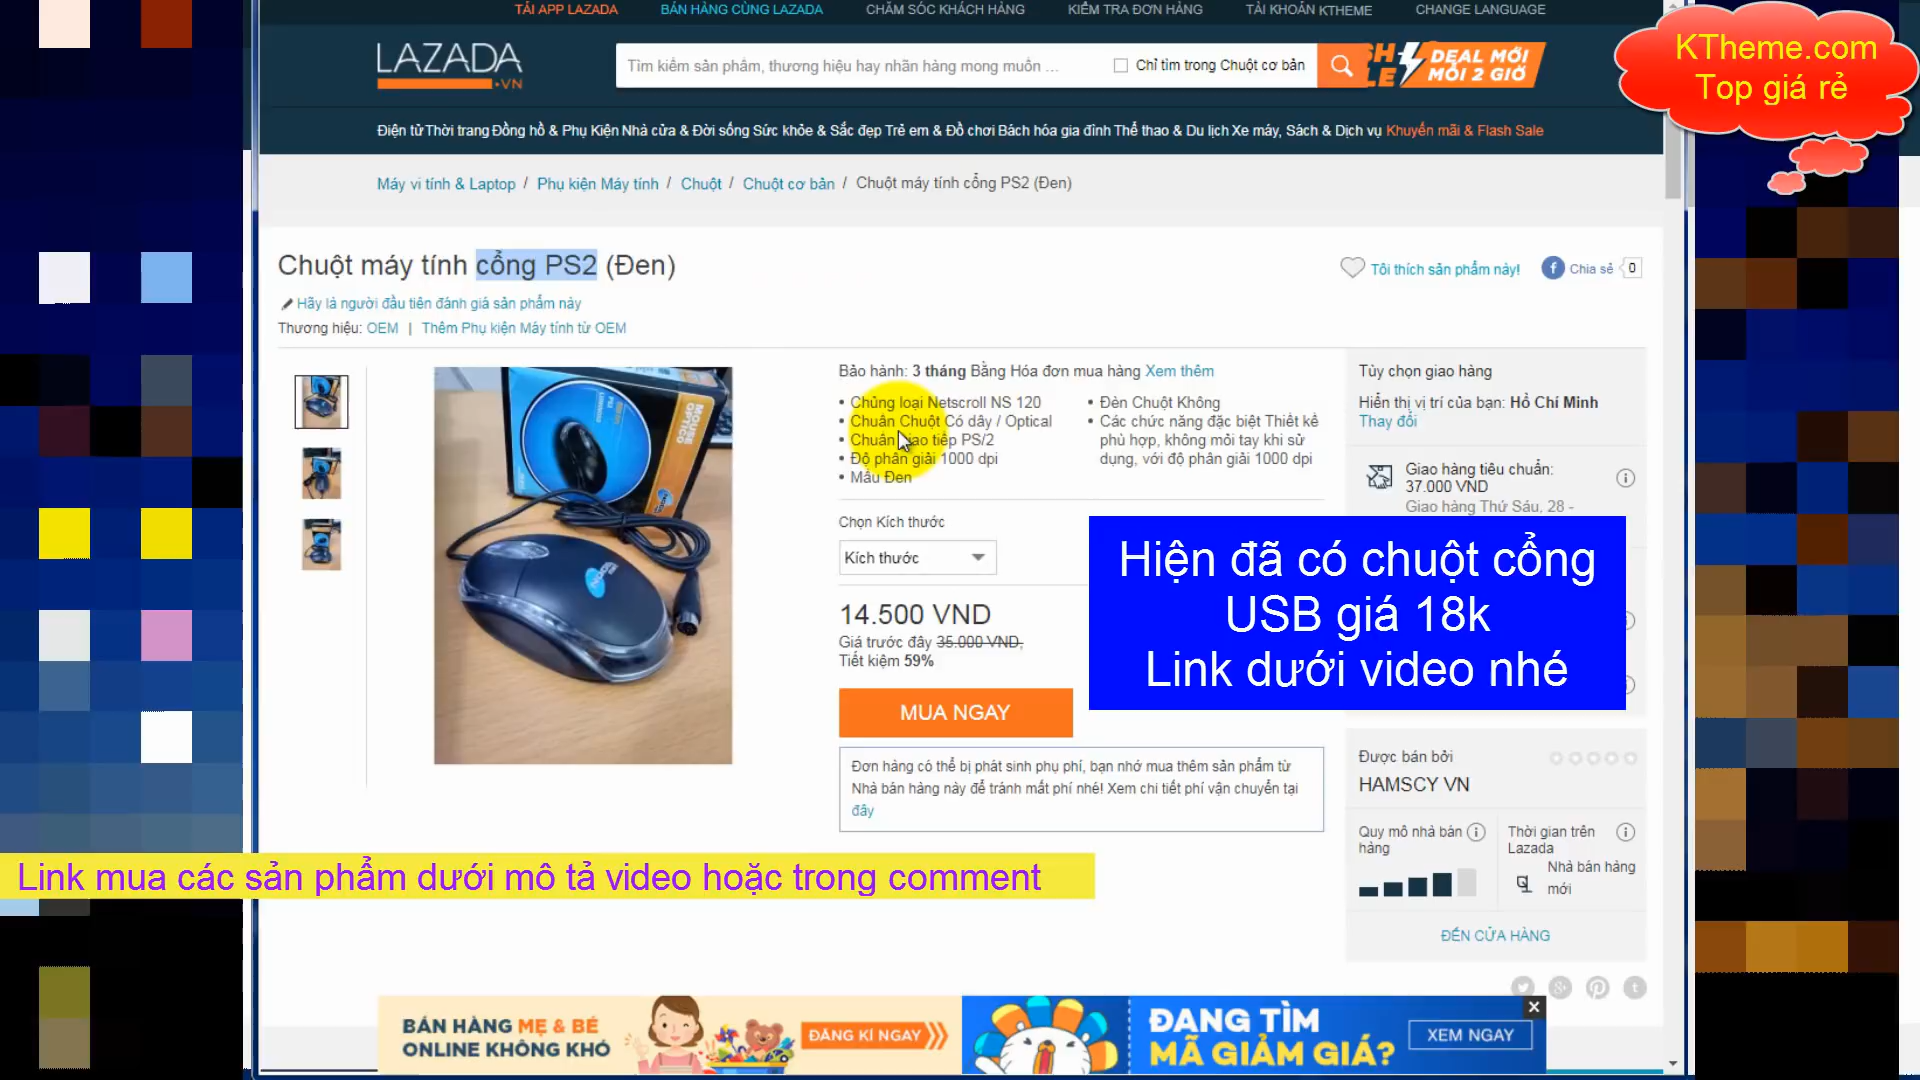 TẢI APP LAZADA BÁN HÀNG CÙNG LAZADA CHĂM SÓC KHÁCH HÀNG KIỂM TRA ĐƠN HÀNG TÀI KHOẢN KTHEME CHANGE LANGUAGE
KTheme.com
Top giá rẻ
LAZADA
.VN
Tìm kiếm sản phẩm, thương hiệu hay nhãn hàng mong muốn ...
Chỉ tìm trong Chuột cơ bản
DEAL MỚI
MỖI 2 GIỜ
Điện tử Thời trang Đồng hồ & Phụ Kiện Nhà cửa & Đời sống Sức khỏe & Sắc đẹp Trẻ em & Đồ chơi Bách hóa gia đình Thể thao & Du lịch Xe máy, Sách & Dịch vụ Khuyến mãi & Flash Sale
Máy vi tính & Laptop / Phụ kiện Máy tính / Chuột / Chuột cơ bản / Chuột máy tính cổng PS2 (Đen)
Chuột máy tính cổng PS2 (Đen)
Tôi thích sản phẩm này!
Chia sẻ 0
Hãy là người đầu tiên đánh giá sản phẩm này
Thương hiệu: OEM | Thêm Phụ kiện Máy tính từ OEM
Bảo hành: 3 tháng Bằng Hóa đơn mua hàng Xem thêm
• Chủng loại Netscroll NS 120
• Chuẩn Chuột Có dây / Optical
• Chuẩn giao tiếp PS/2
• Độ phân giải 1000 dpi
• Màu Đen
• Đèn Chuột Không
• Các chức năng đặc biệt Thiết kế
phù hợp, không mỏi tay khi sử
dụng, với độ phân giải 1000 dpi
Chọn Kích thước
Kích thước
14.500 VND
Giá trước đây 35.000 VND,
Tiết kiệm 59%
MUA NGAY
Đơn hàng có thể bị phát sinh phụ phí, bạn nhớ mua thêm sản phẩm từ
Nhà bán hàng này để tránh mất phí nhé! Xem chi tiết phí vận chuyển tại
đây
Tùy chọn giao hàng
Hiển thị vị trí của bạn: Hồ Chí Minh
Thay đổi
Giao hàng tiêu chuẩn:
37.000 VND
Giao hàng Thứ Sáu, 28 -
Hiện đã có chuột cổng
USB giá 18k
Link dưới video nhé
Được bán bởi
HAMSCY VN
Quy mô nhà bán
hàng
Thời gian trên
Lazada
Nhà bán hàng
mới
ĐẾN CỬA HÀNG
Link mua các sản phẩm dưới mô tả video hoặc trong comment
BÁN HÀNG MẸ & BÉ
ONLINE KHÔNG KHÓ
ĐĂNG KÍ NGAY
ĐANG TÌM
MÃ GIẢM GIÁ?
XEM NGAY